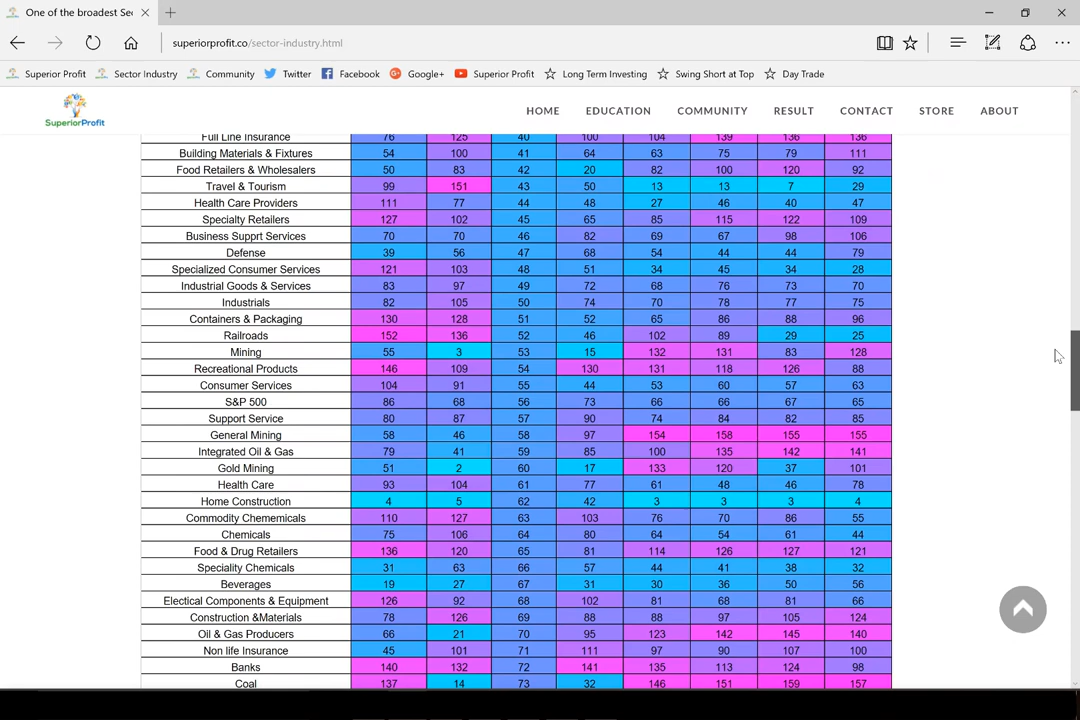 One of the broadest Sec
superiorprofit.co/sector-industry.html
Superior Profit Sector Industry Community Twitter Facebook Google+ Superior Profit Long Term Investing Swing Short at Top Day Trade
SuperiorProfit
HOME EDUCATION COMMUNITY RESULT CONTACT STORE ABOUT
Full Line Insurance 76 125 40 100 104 139 136 136
Building Materials & Fixtures 54 100 41 64 63 75 79 111
Food Retailers & Wholesalers 50 83 42 20 82 100 120 92
Travel & Tourism 99 151 43 50 13 13 7 29
Health Care Providers 111 77 44 48 27 46 40 47
Specialty Retailers 127 102 45 65 85 115 122 109
Business Supprt Services 70 70 46 82 69 67 98 106
Defense 39 56 47 68 54 44 44 79
Specialized Consumer Services 121 103 48 51 34 45 34 28
Industrial Goods & Services 83 97 49 72 68 76 73 70
Industrials 82 105 50 74 70 78 77 75
Containers & Packaging 130 128 51 52 65 86 88 96
Railroads 152 136 52 46 102 89 29 25
Mining 55 3 53 15 132 131 83 128
Recreational Products 146 109 54 130 131 118 126 88
Consumer Services 104 91 55 44 53 60 57 63
S&P 500 86 68 56 73 66 66 67 65
Support Service 80 87 57 90 74 84 82 85
General Mining 58 46 58 97 154 158 155 155
Integrated Oil & Gas 79 41 59 85 100 135 142 141
Gold Mining 51 2 60 17 133 120 37 101
Health Care 93 104 61 77 61 48 46 78
Home Construction 4 5 62 42 3 3 3 4
Commodity Chememicals 110 127 63 103 76 70 86 55
Chemicals 75 106 64 80 64 54 61 44
Food & Drug Retailers 136 120 65 81 114 126 127 121
Speciality Chemicals 31 63 66 57 44 41 38 32
Beverages 19 27 67 31 30 36 50 56
Electical Components & Equipment 126 92 68 102 81 68 81 66
Construction &Materials 78 126 69 88 88 97 105 124
Oil & Gas Producers 66 21 70 95 123 142 145 140
Non life Insurance 45 101 71 111 97 90 107 100
Banks 140 132 72 141 135 113 124 98
Coal 137 14 73 32 146 151 159 157